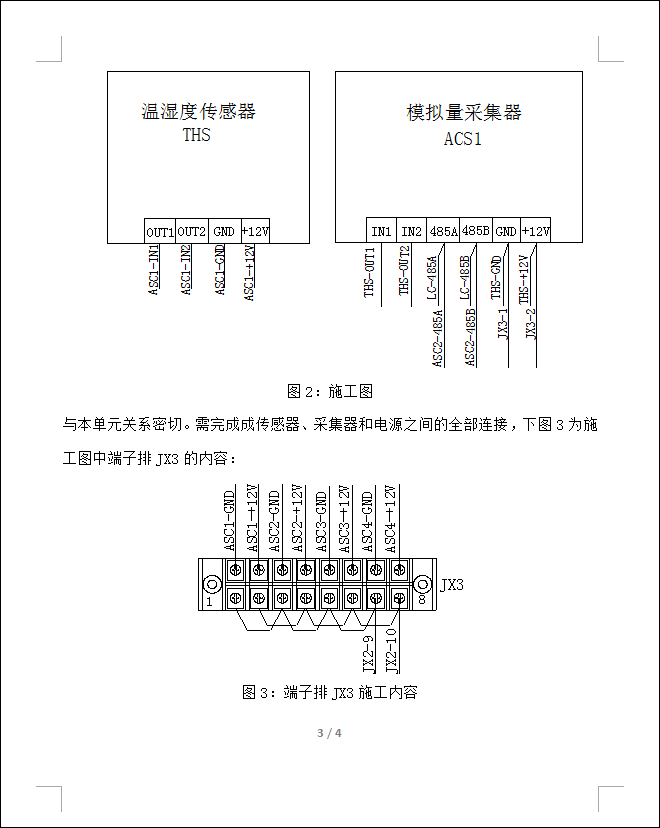 温湿度传感器
THS
模拟量采集器
ACS1
OUT1 OUT2 GND +12V
IN1 IN2 485A 485B GND +12V
ASC1-IN1
ASC1-IN2
ASC1-GND
ASC1-+12V
THS-OUT1
THS-OUT2
LC-485A
ASC2-485A
LC-485B
ASC2-485B
THS-GND
JX3-1
THS-+12V
JX3-2
图2：施工图
与本单元关系密切。需完成成传感器、采集器和电源之间的全部连接，下图3为施
工图中端子排JX3的内容：
ASC1-GND
ASC1-+12V
ASC2-GND
ASC2-+12V
ASC3-GND
ASC3-+12V
ASC4-GND
ASC4-+12V
1
8
JX3
JX2-9
JX2-10
图3：端子排JX3施工内容
3 / 4